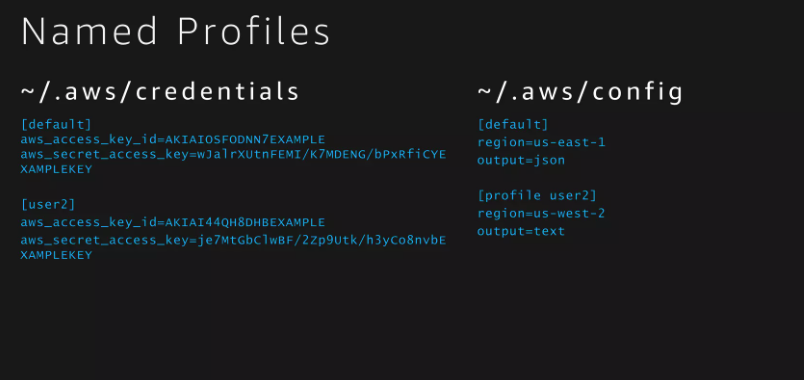 Named Profiles
~/.aws/credentials
[default]
aws_access_key_id=AKIAIOSFODNN7EXAMPLE
aws_secret_access_key=wJalrXUtnFEMI/K7MDENG/bPxRfiCYE
XAMPLEKEY
[user2]
aws_access_key_id=AKIAI44QH8DHBEXAMPLE
aws_secret_access_key=je7MtGbClwBF/2Zp9Utk/h3yCo8nvbE
XAMPLEKEY
~/.aws/config
[default]
region=us-east-1
output=json
[profile user2]
region=us-west-2
output=text